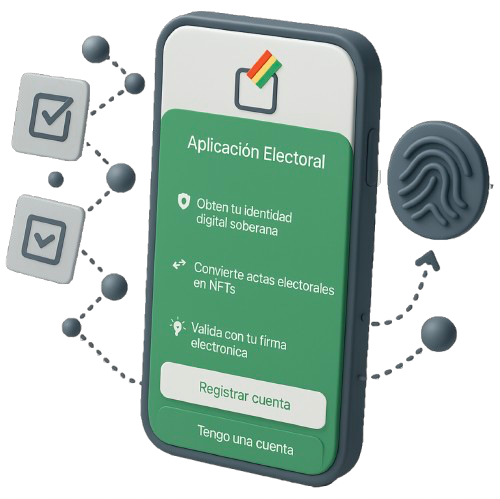 Aplicación Electoral
Obten tu identidad
digital soberana
Convierte actas electorales
en NFTs
Valida con tu firma
electronica
Registrar cuenta
Tengo una cuenta